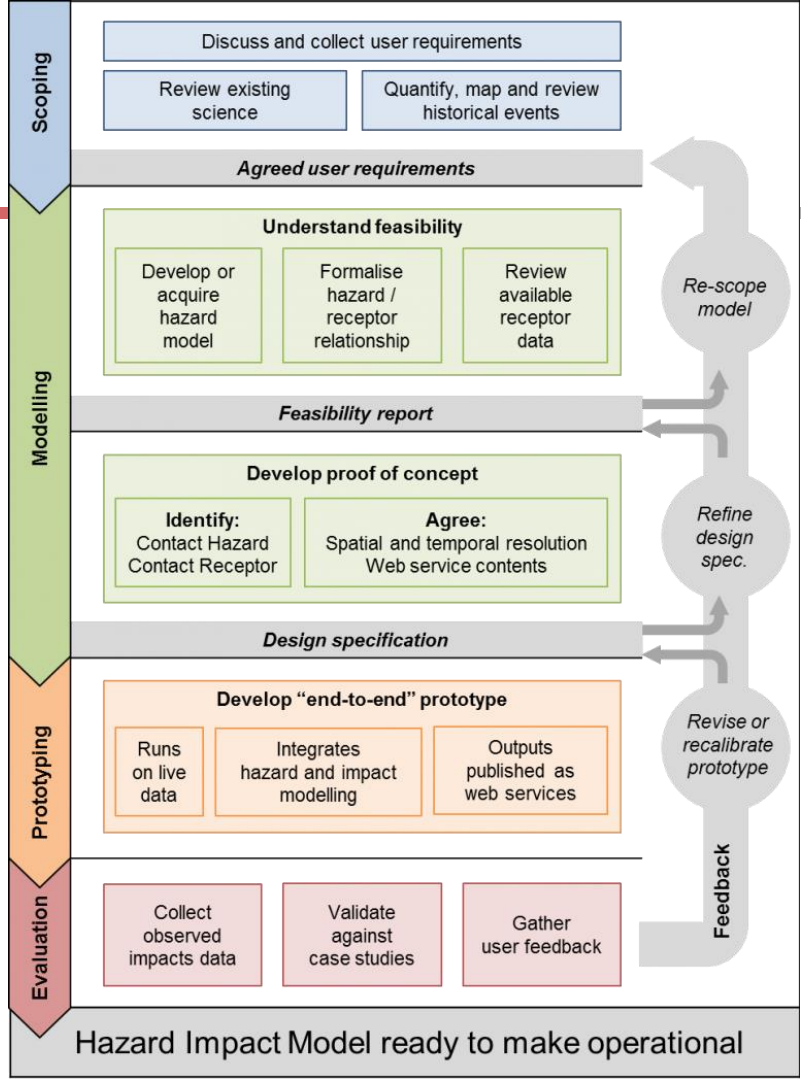 Scoping
Discuss and collect user requirements
Review existing
science
Quantify, map and review
historical events
Agreed user requirements
Modelling
Understand feasibility
Develop or
acquire
hazard
model
Formalise
hazard /
receptor
relationship
Review
available
receptor
data
Re-scope
model
Feasibility report
Develop proof of concept
Identify:
Contact Hazard
Contact Receptor
Agree:
Spatial and temporal resolution
Web service contents
Refine
design
spec.
Design specification
Prototyping
Develop “end-to-end” prototype
Runs
on live
data
Integrates
hazard and impact
modelling
Outputs
published as
web services
Revise or
recalibrate
prototype
Evaluation
Collect
observed
impacts data
Validate
against
case studies
Gather
user feedback
Feedback
Hazard Impact Model ready to make operational